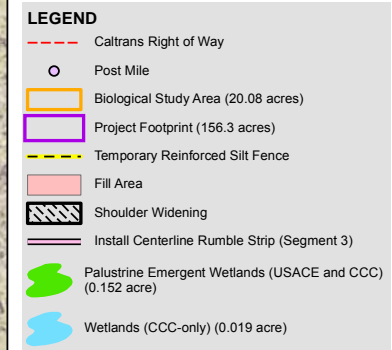 LEGEND
Caltrans Right of Way
Post Mile
Biological Study Area (20.08 acres)
Project Footprint (156.3 acres)
Temporary Reinforced Silt Fence
Fill Area
Shoulder Widening
Install Centerline Rumble Strip (Segment 3)
Palustrine Emergent Wetlands (USACE and CCC)
(0.152 acre)
Wetlands (CCC-only) (0.019 acre)